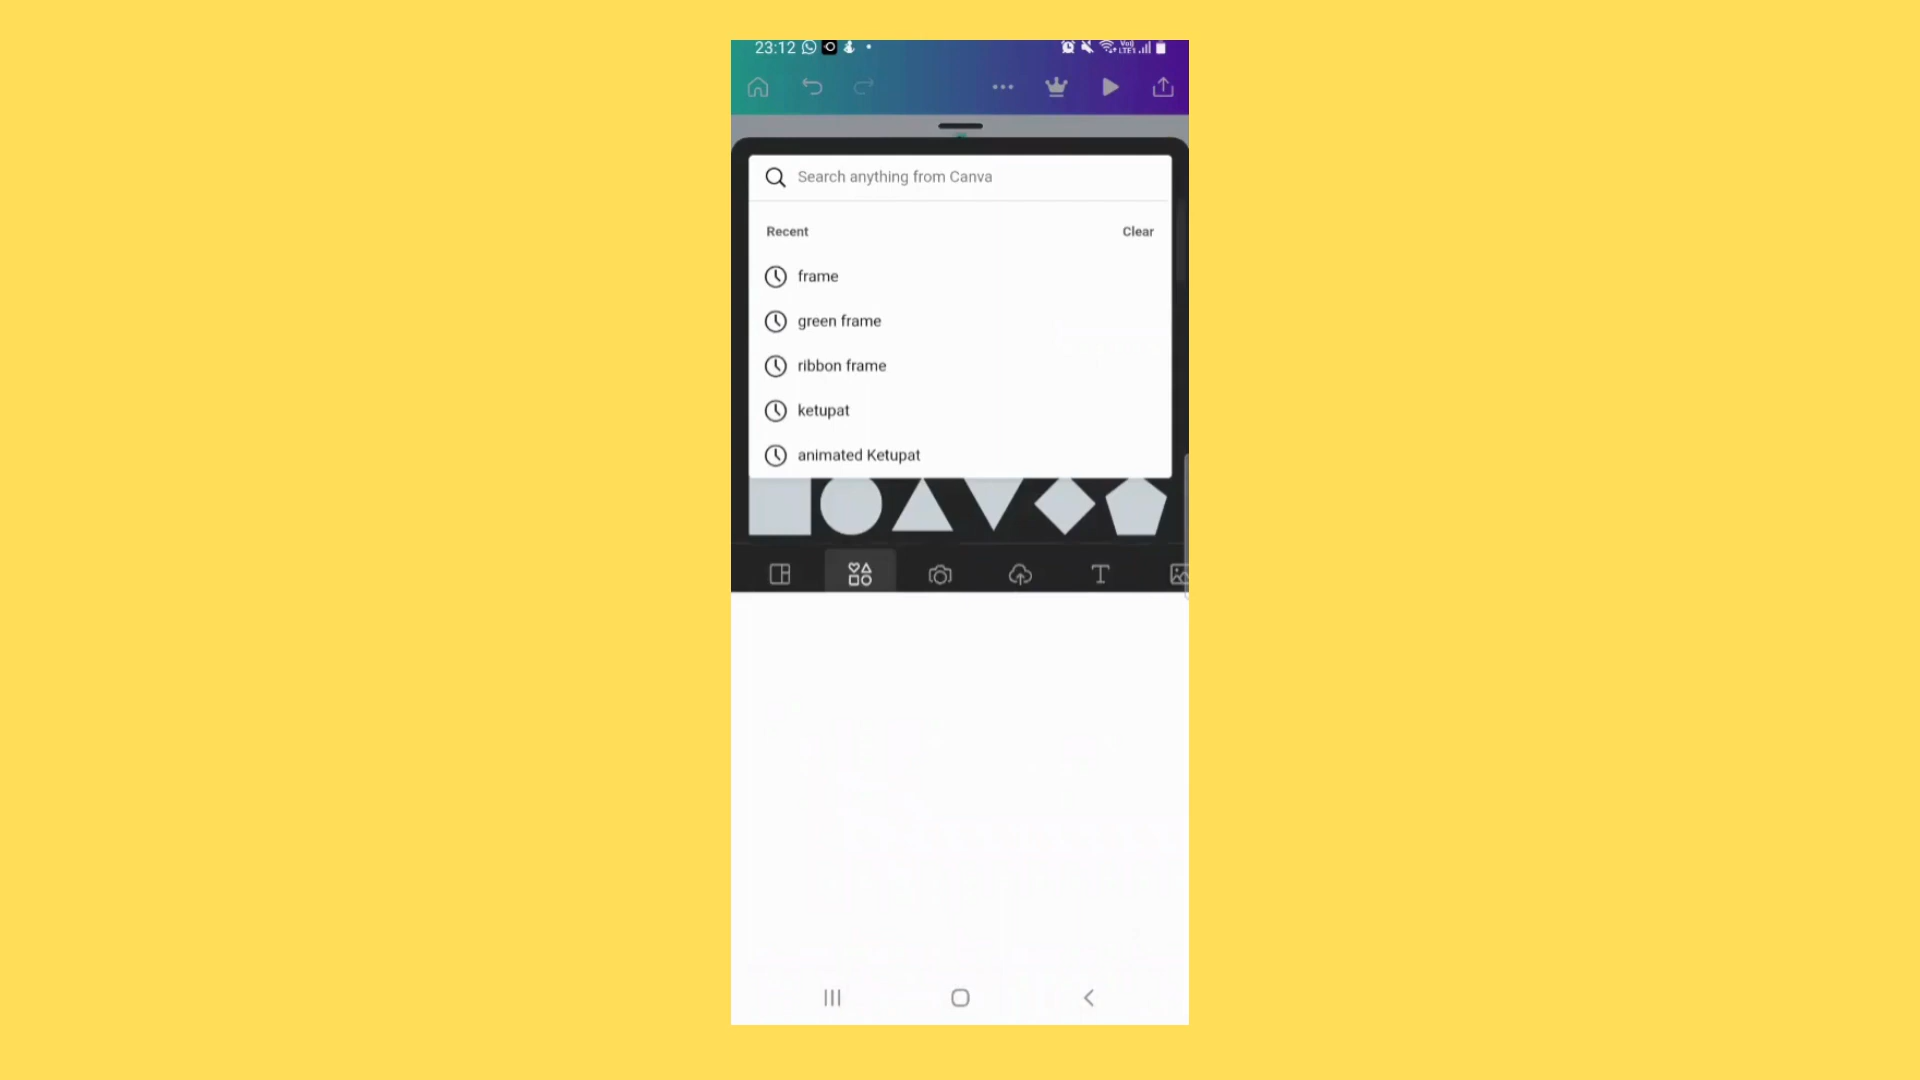 23:12
Search anything from Canva
Recent
Clear
frame
green frame
ribbon frame
ketupat
animated Ketupat